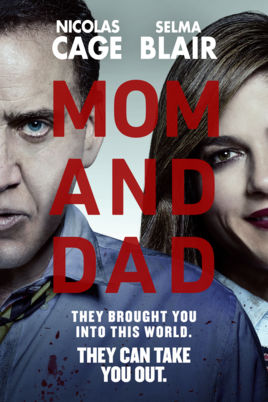 NICOLAS CAGE
SELMA BLAIR
MOM
AND
DAD
THEY BROUGHT YOU
INTO THIS WORLD.
THEY CAN TAKE
YOU OUT.